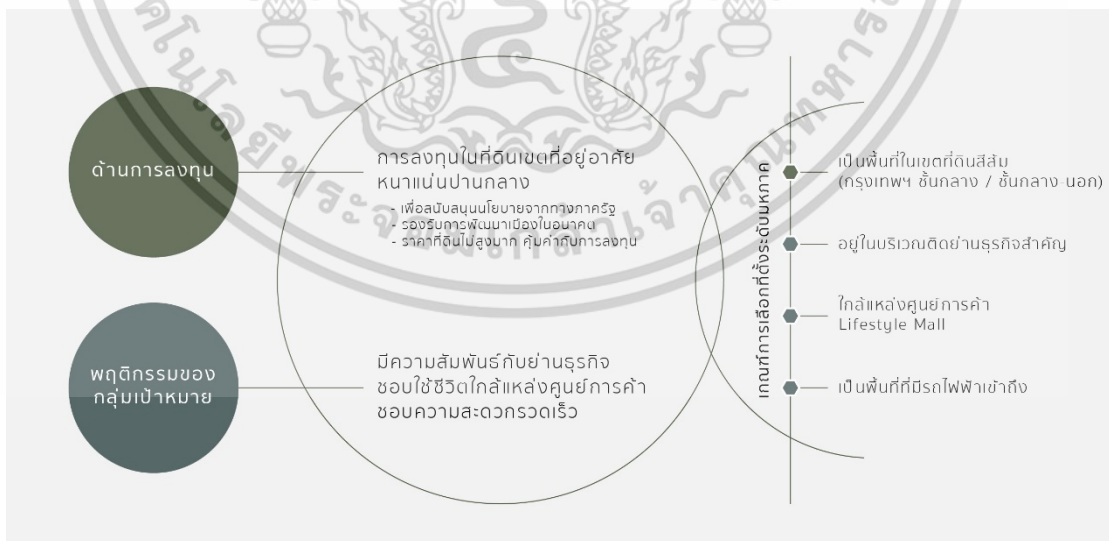 ด้านการลงทุน
การลงทุนในที่ดินเขตที่อยู่อาศัย
หนาแน่นปานกลาง
- เพื่อสนับสนุนนโยบายจากทางภาครัฐ
- รองรับการพัฒนาเมืองในอนาคต
- ราคาที่ดินไม่สูงมาก คุ้มค่ากับการลงทุน
พฤติกรรมของ
กลุ่มเป้าหมาย
มีความสัมพันธ์กับย่านธุรกิจ
ชอบใช้ชีวิตใกล้แหล่งศูนย์การค้า
ชอบความสะดวกรวดเร็ว
เกณฑ์การเลือกที่ตั้งระดับมหภาค
เป็นพื้นที่ในเขตที่ดินสีส้ม
(กรุงเทพฯ ชั้นกลาง / ชั้นกลาง-นอก)
อยู่ในบริเวณติดย่านธุรกิจสำคัญ
ใกล้แหล่งศูนย์การค้า
Lifestyle Mall
เป็นพื้นที่ที่มีรถไฟฟ้าเข้าถึง